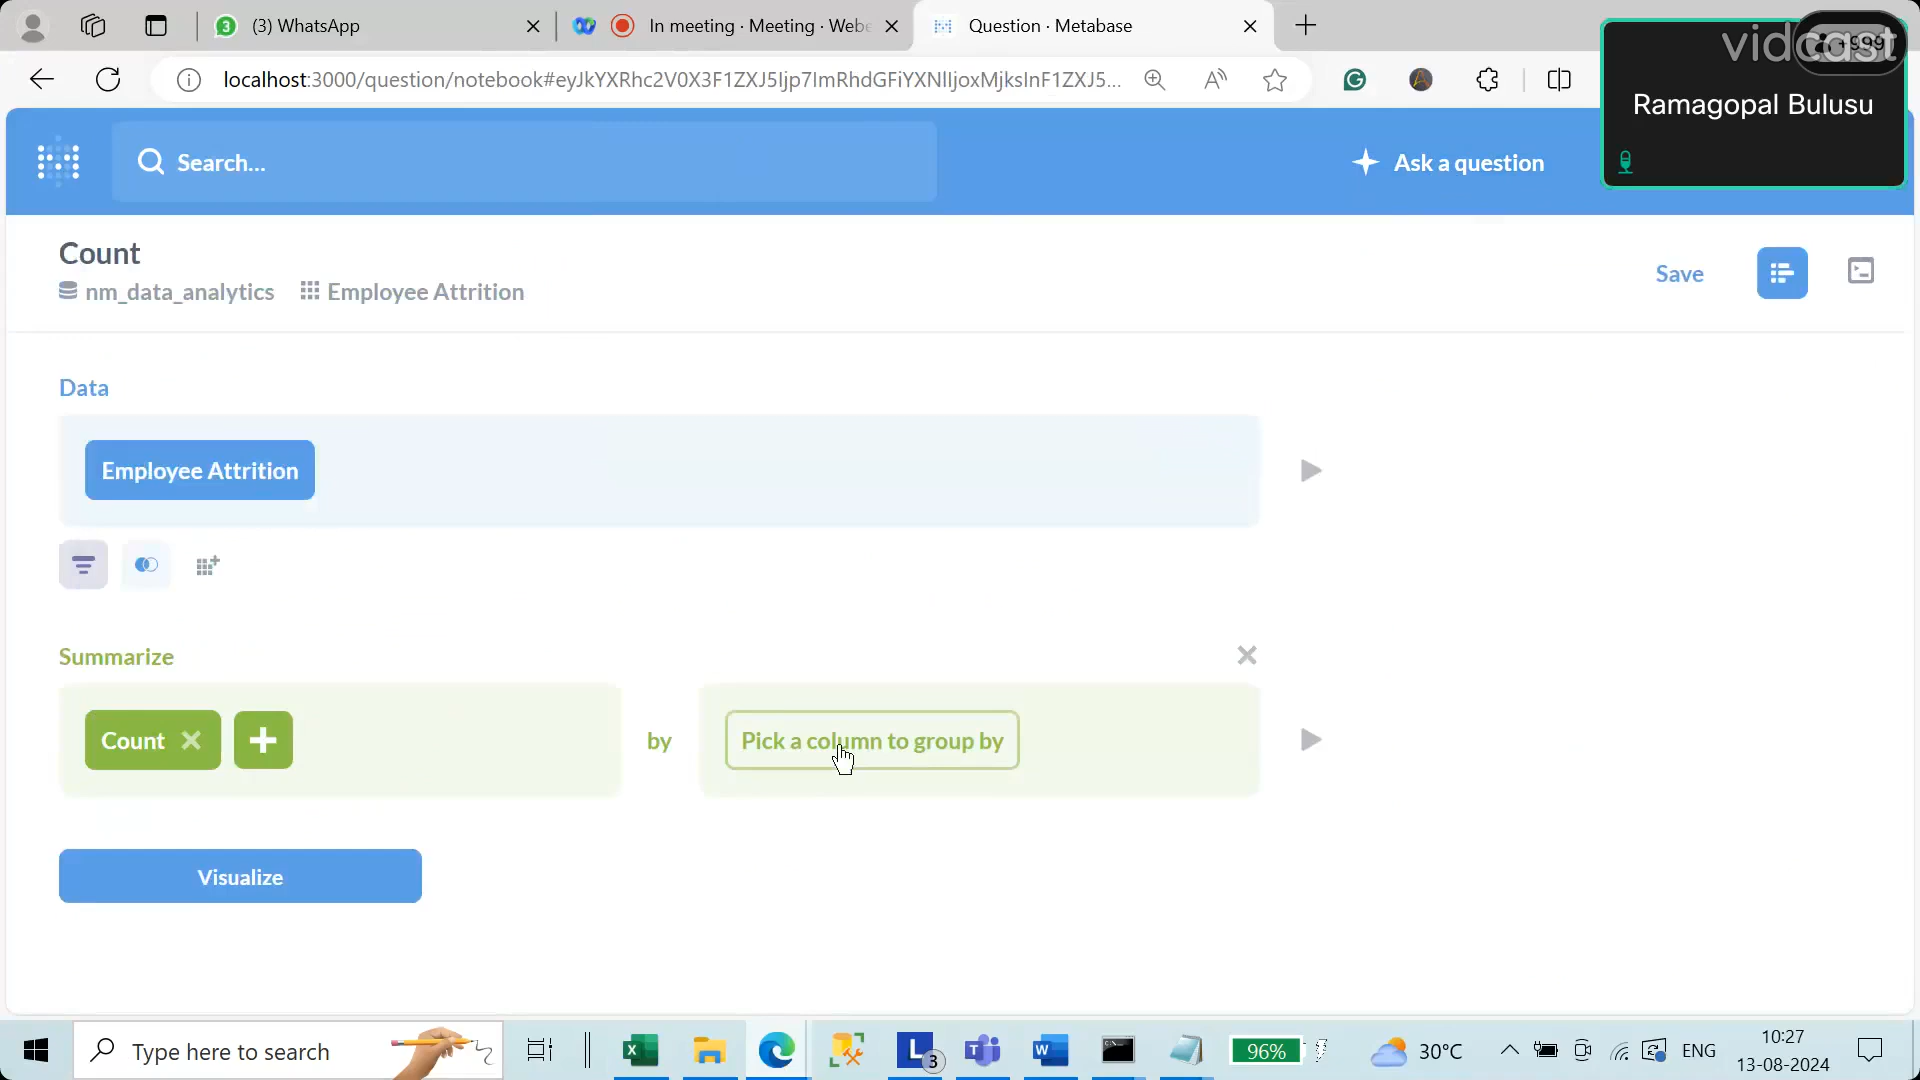 (3) WhatsApp
In meeting · Meeting · Webe
Question · Metabase
localhost:3000/question/notebook#eyJkYXRhc2V0X3F1ZXJ5Ijp7ImRhdGFiYXNlIjoxMjksInF1ZXJ5...
vidcast
+999
Ramagopal Bulusu
Search...
Ask a question
Count
nm_data_analytics
Employee Attrition
Save
Data
Employee Attrition
Summarize
Count
by
Pick a column to group by
Visualize
Type here to search
3
96%
30°C
ENG
10:27
13-08-2024